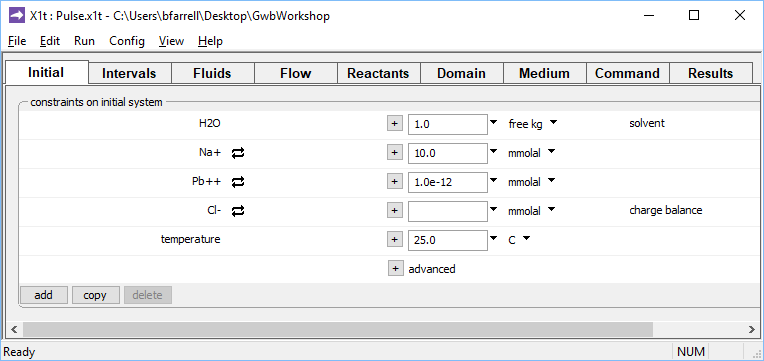 X1t : Pulse.x1t - C:\Users\bfarrell\Desktop\GwbWorkshop
File Edit Run Config View Help
Initial Intervals Fluids Flow Reactants Domain Medium Command Results
constraints on initial system
H2O + 1.0 free kg solvent
Na+ + 10.0 mmolal
Pb++ + 1.0e-12 mmolal
Cl- + mmolal charge balance
temperature + 25.0 C
+ advanced
add copy delete
Ready NUM